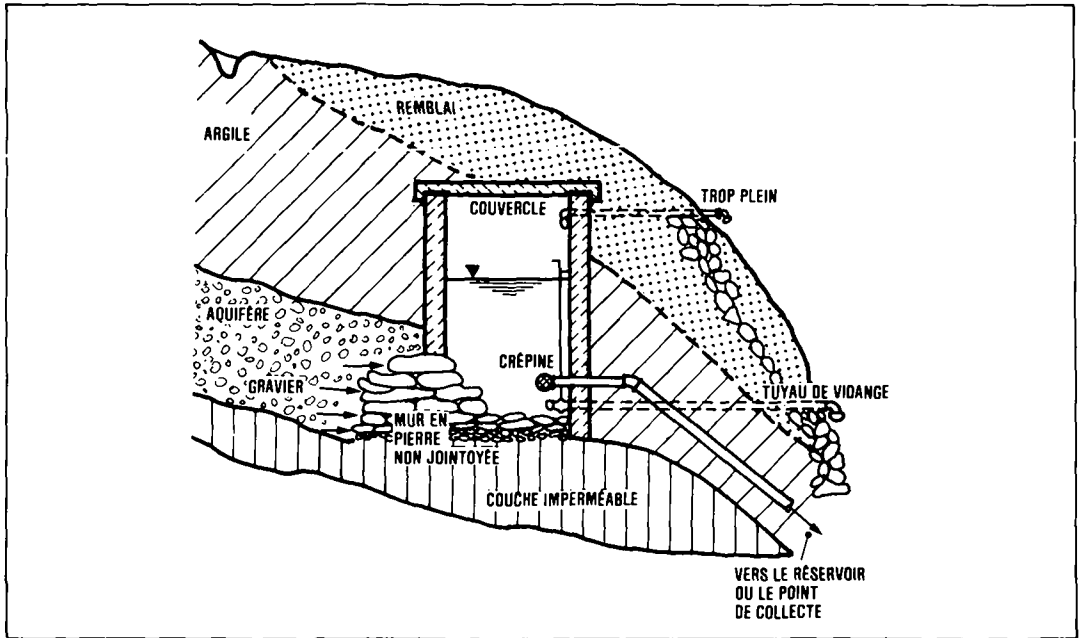 REMBLAI
ARGILE
TROP PLEIN
COUVERCLE
AQUIFÈRE
CRÉPINE
GRAVIER
TUYAU DE VIDANGE
MUR EN
PIERRE
NON JOINTOYÉE
COUCHE IMPERMÉABLE
VERS LE RÉSERVOIR
OU LE POINT
DE COLLECTE